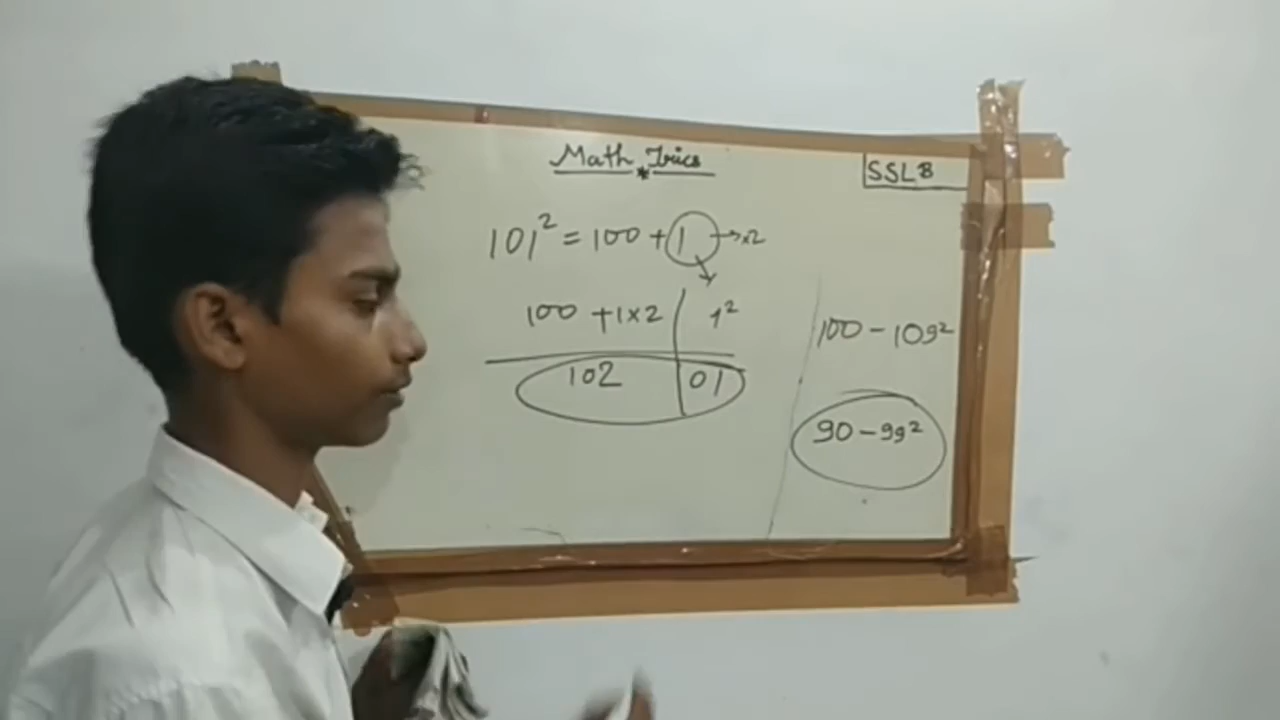 Math Trics
SSLB
101² = 100 + 1 → ×2
100 + 1×2 | 1²
102 | 01
100 - 109²
90 - 99²